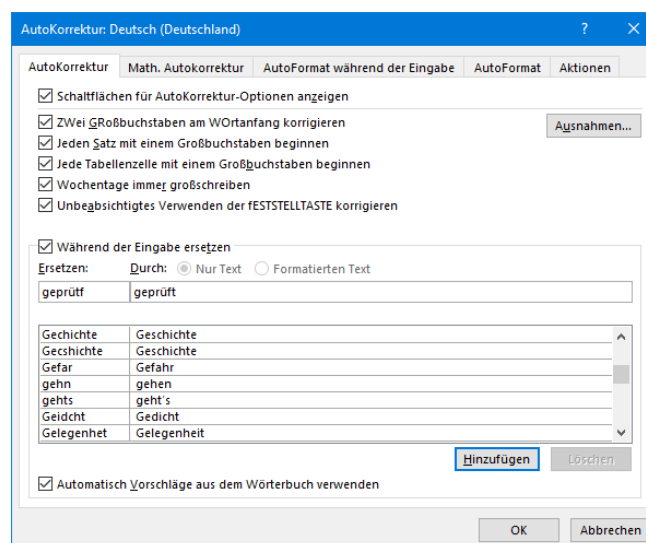 AutoKorrektur: Deutsch (Deutschland) ?
AutoKorrektur Math. Autokorrektur AutoFormat während der Eingabe AutoFormat Aktionen
Schaltflächen für AutoKorrektur-Optionen anzeigen
ZWei GRoßbuchstaben am WOrtanfang korrigieren
Ausnahmen...
Jeden Satz mit einem Großbuchstaben beginnen
Jede Tabellenzelle mit einem Großbuchstaben beginnen
Wochentage immer großschreiben
Unbeabsichtigtes Verwenden der fESTSTELLTASTE korrigieren
Während der Eingabe ersetzen
Ersetzen: Durch: Nur Text Formatierten Text
geprütf geprüft
Gechichte Geschichte
Gecshichte Geschichte
Gefar Gefahr
gehn gehen
gehts geht's
Geidcht Gedicht
Gelegenhet Gelegenheit
Hinzufügen Löschen
Automatisch Vorschläge aus dem Wörterbuch verwenden
OK Abbrechen